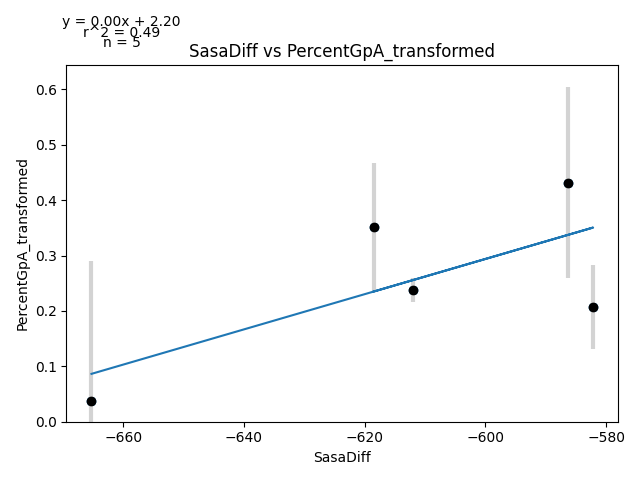 y = 0.00x + 2.20
r^2 = 0.49
n = 5
SasaDiff vs PercentGpA_transformed
0.6
0.5
0.4
0.3
0.2
0.1
0.0
PercentGpA_transformed
−660
−640
−620
−600
−580
SasaDiff